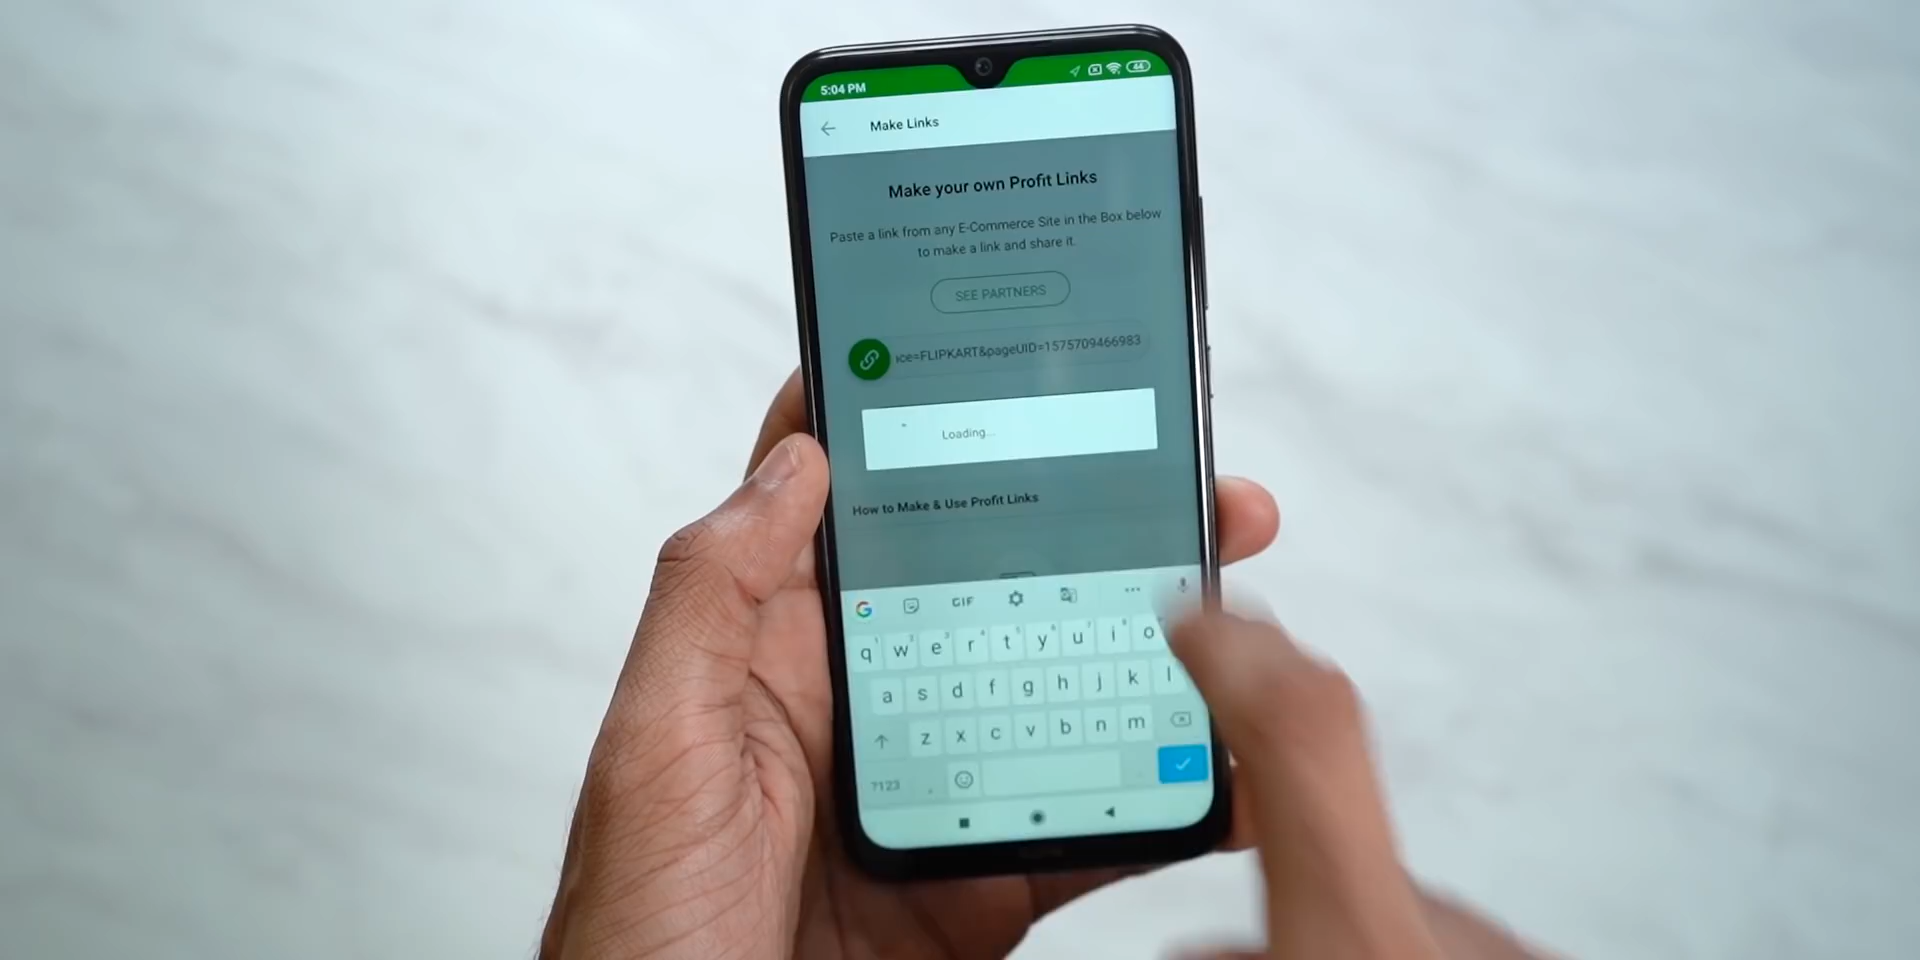 5:04 PM
44
Make Links
Make your own Profit Links
Paste a link from any E-Commerce Site in the Box below
to make a link and share it.
SEE PARTNERS
ice=FLIPKART&pageUID=1575709466983
Loading...
How to Make & Use Profit Links
G GIF
q w e r t y u i o
a s d f g h j k l
z x c v b n m
?123 , .